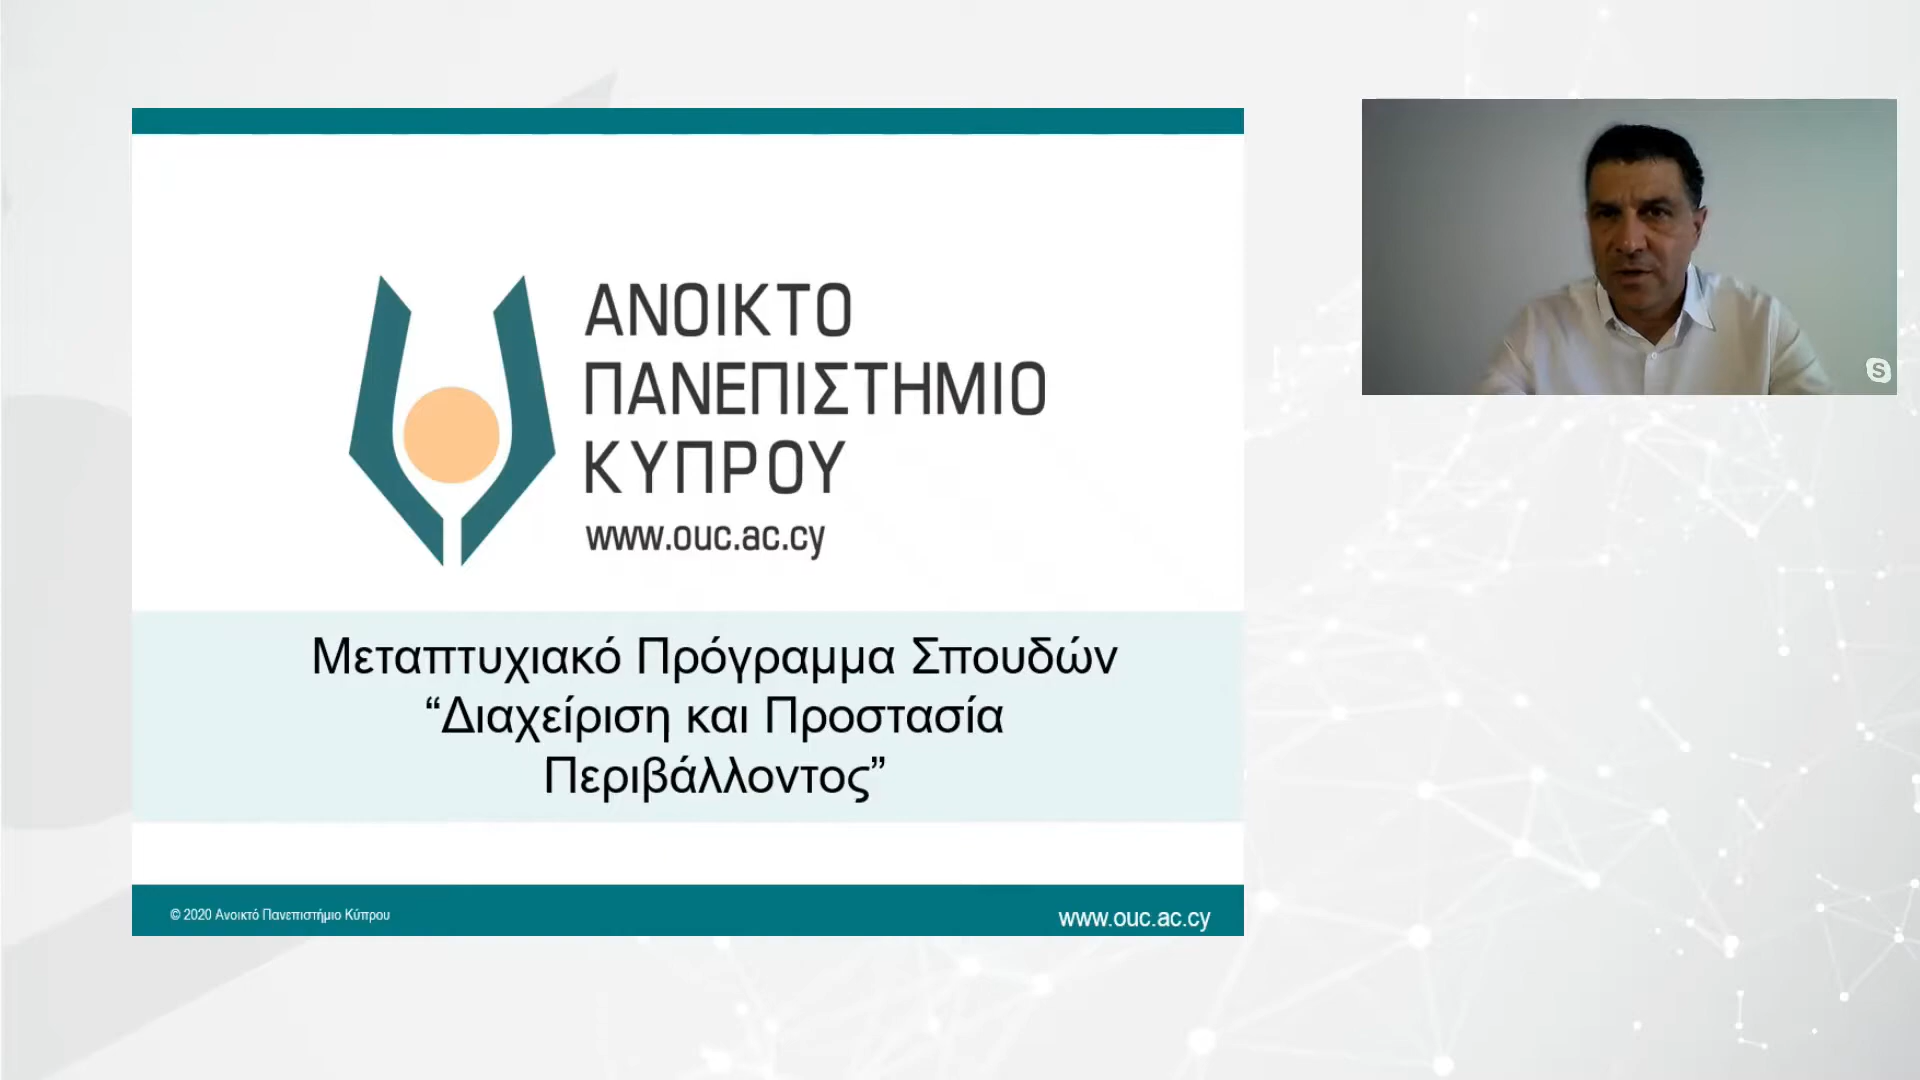 ΑΝΟΙΚΤΟ
ΠΑΝΕΠΙΣΤΗΜΙΟ
ΚΥΠΡΟΥ
www.ouc.ac.cy
Μεταπτυχιακό Πρόγραμμα Σπουδών
“Διαχείριση και Προστασία
Περιβάλλοντος”
© 2020 Ανοικτό Πανεπιστήμιο Κύπρου
www.ouc.ac.cy
S